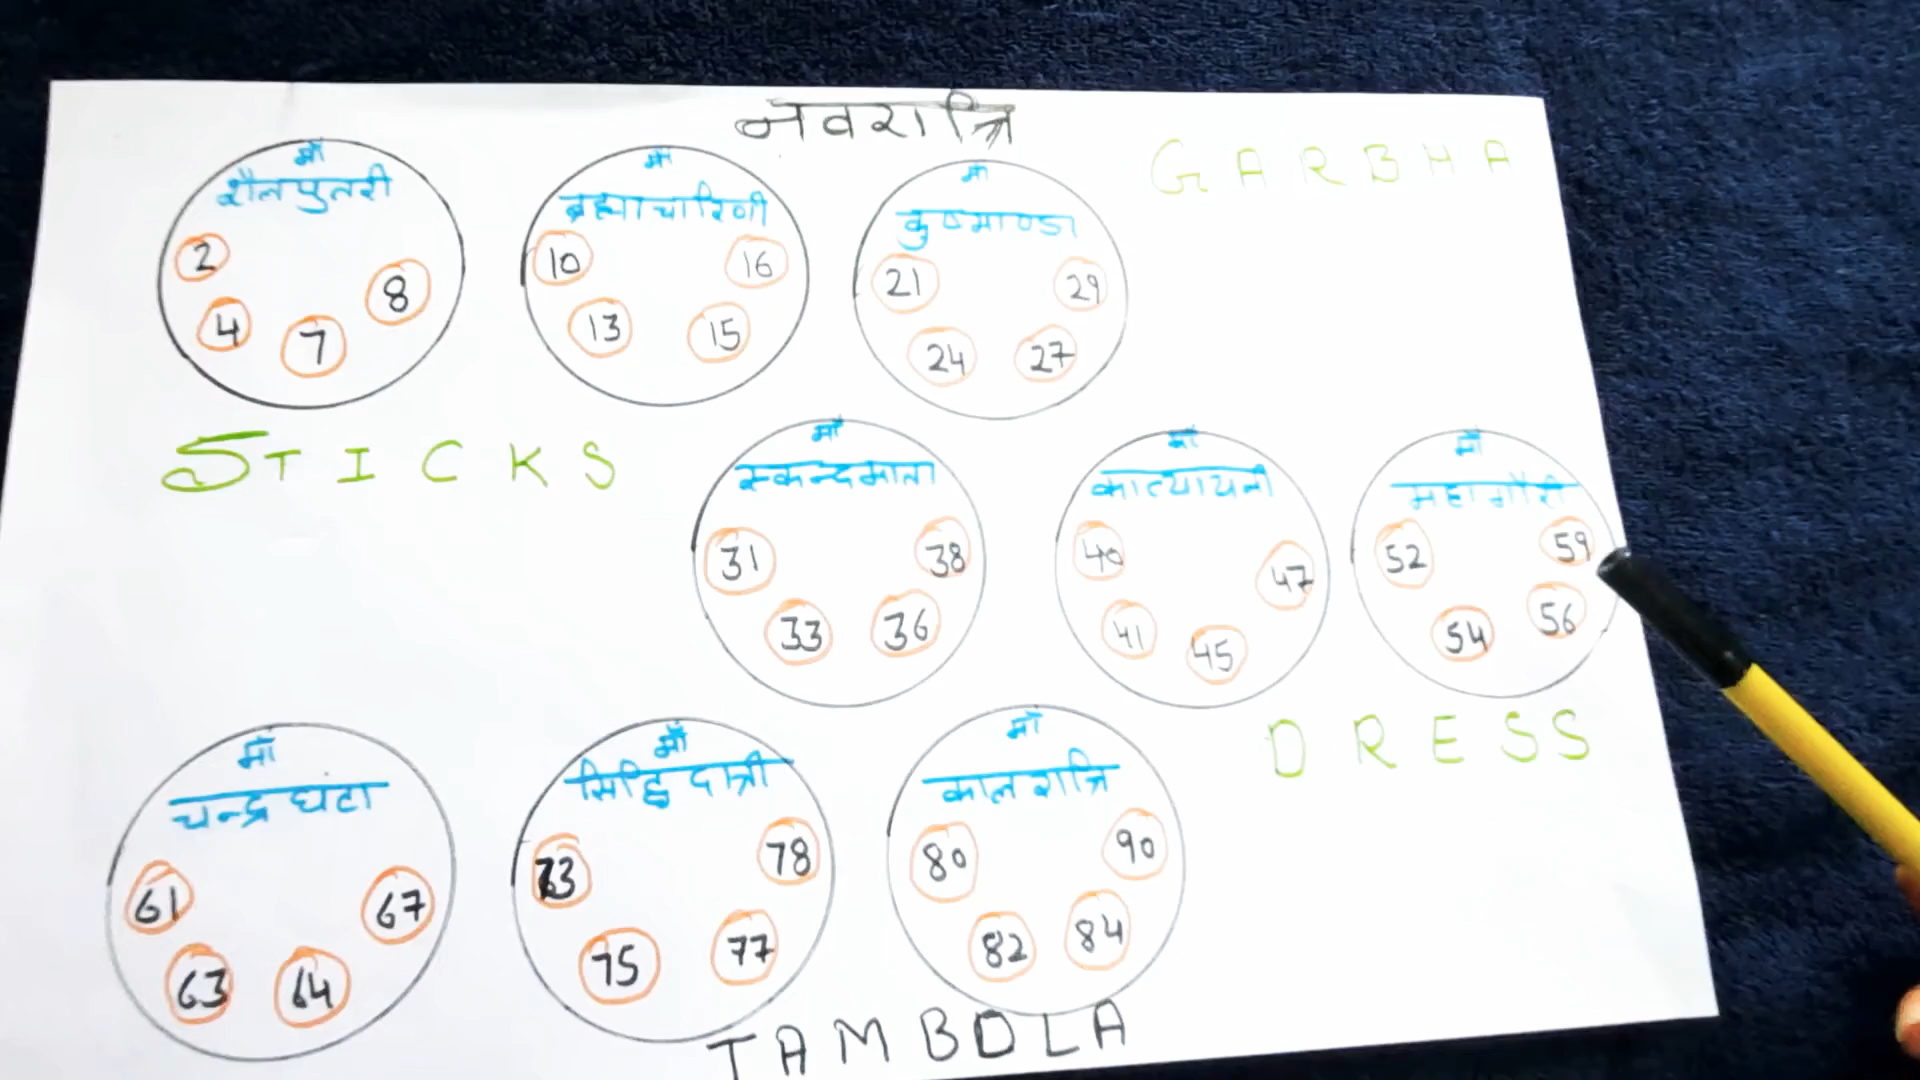 नवरात्रि
GARBHA
माँ
शैलपुतरी
2 4 7 8
माँ
ब्रह्माचारिणी
10 13 15 16
माँ
कुष्माण्डा
21 24 27 29
STICKS
माँ
स्कन्दमाता
31 33 36 38
माँ
कात्यायनी
40 41 45 47
माँ
महागौरी
52 54 56 59
DRESS
माँ
चन्द्रघंटा
61 63 64 67
माँ
सिद्धिदात्री
73 75 77 78
माँ
कालरात्रि
80 82 84 90
TAMBOLA